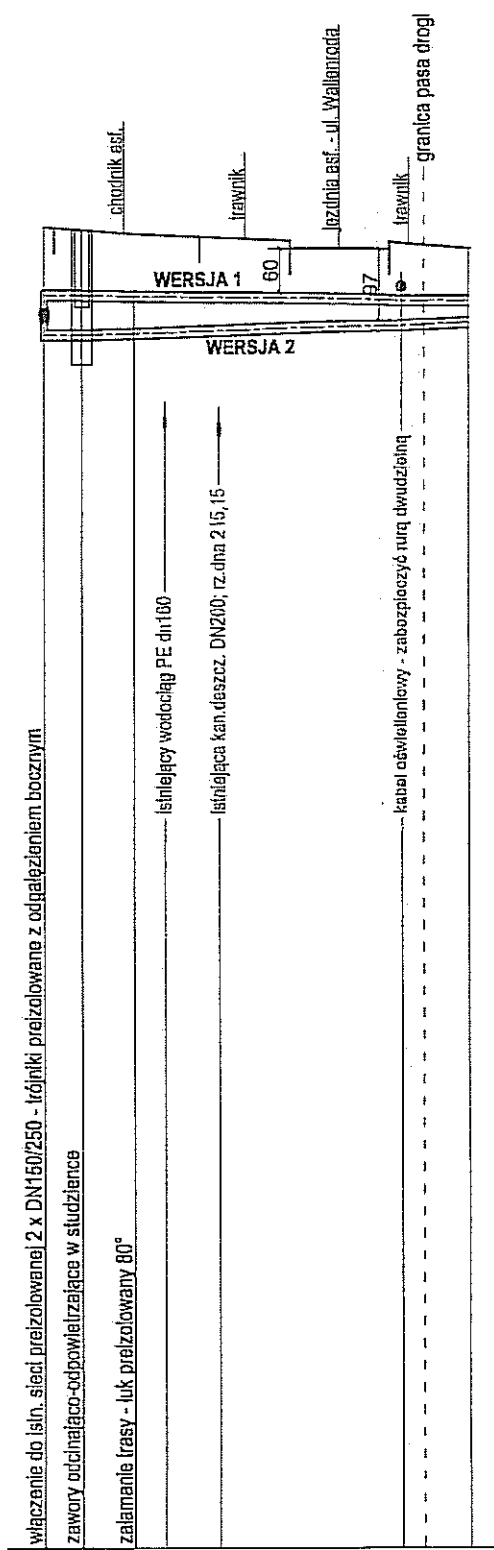 włączenie do istn. sieci preizolowanej 2 x DN150/250 - trójniki preizolowane z odgałęzieniem bocznym
zawory odcinająco-odpowietrzające w studzience
załamanie trasy - łuk preizolowany 80°
istniejący wodociąg PE dn160
istniejąca kan.deszcz. DN200; rz.dna 215,15
kabel oświetleniowy - zabezpieczyć rurą dwudzielną
granica pasa drogi
chodnik asf.
trawnik
jezdnia asf. - ul. Wallenroda
trawnik
WERSJA 1
60
97
WERSJA 2